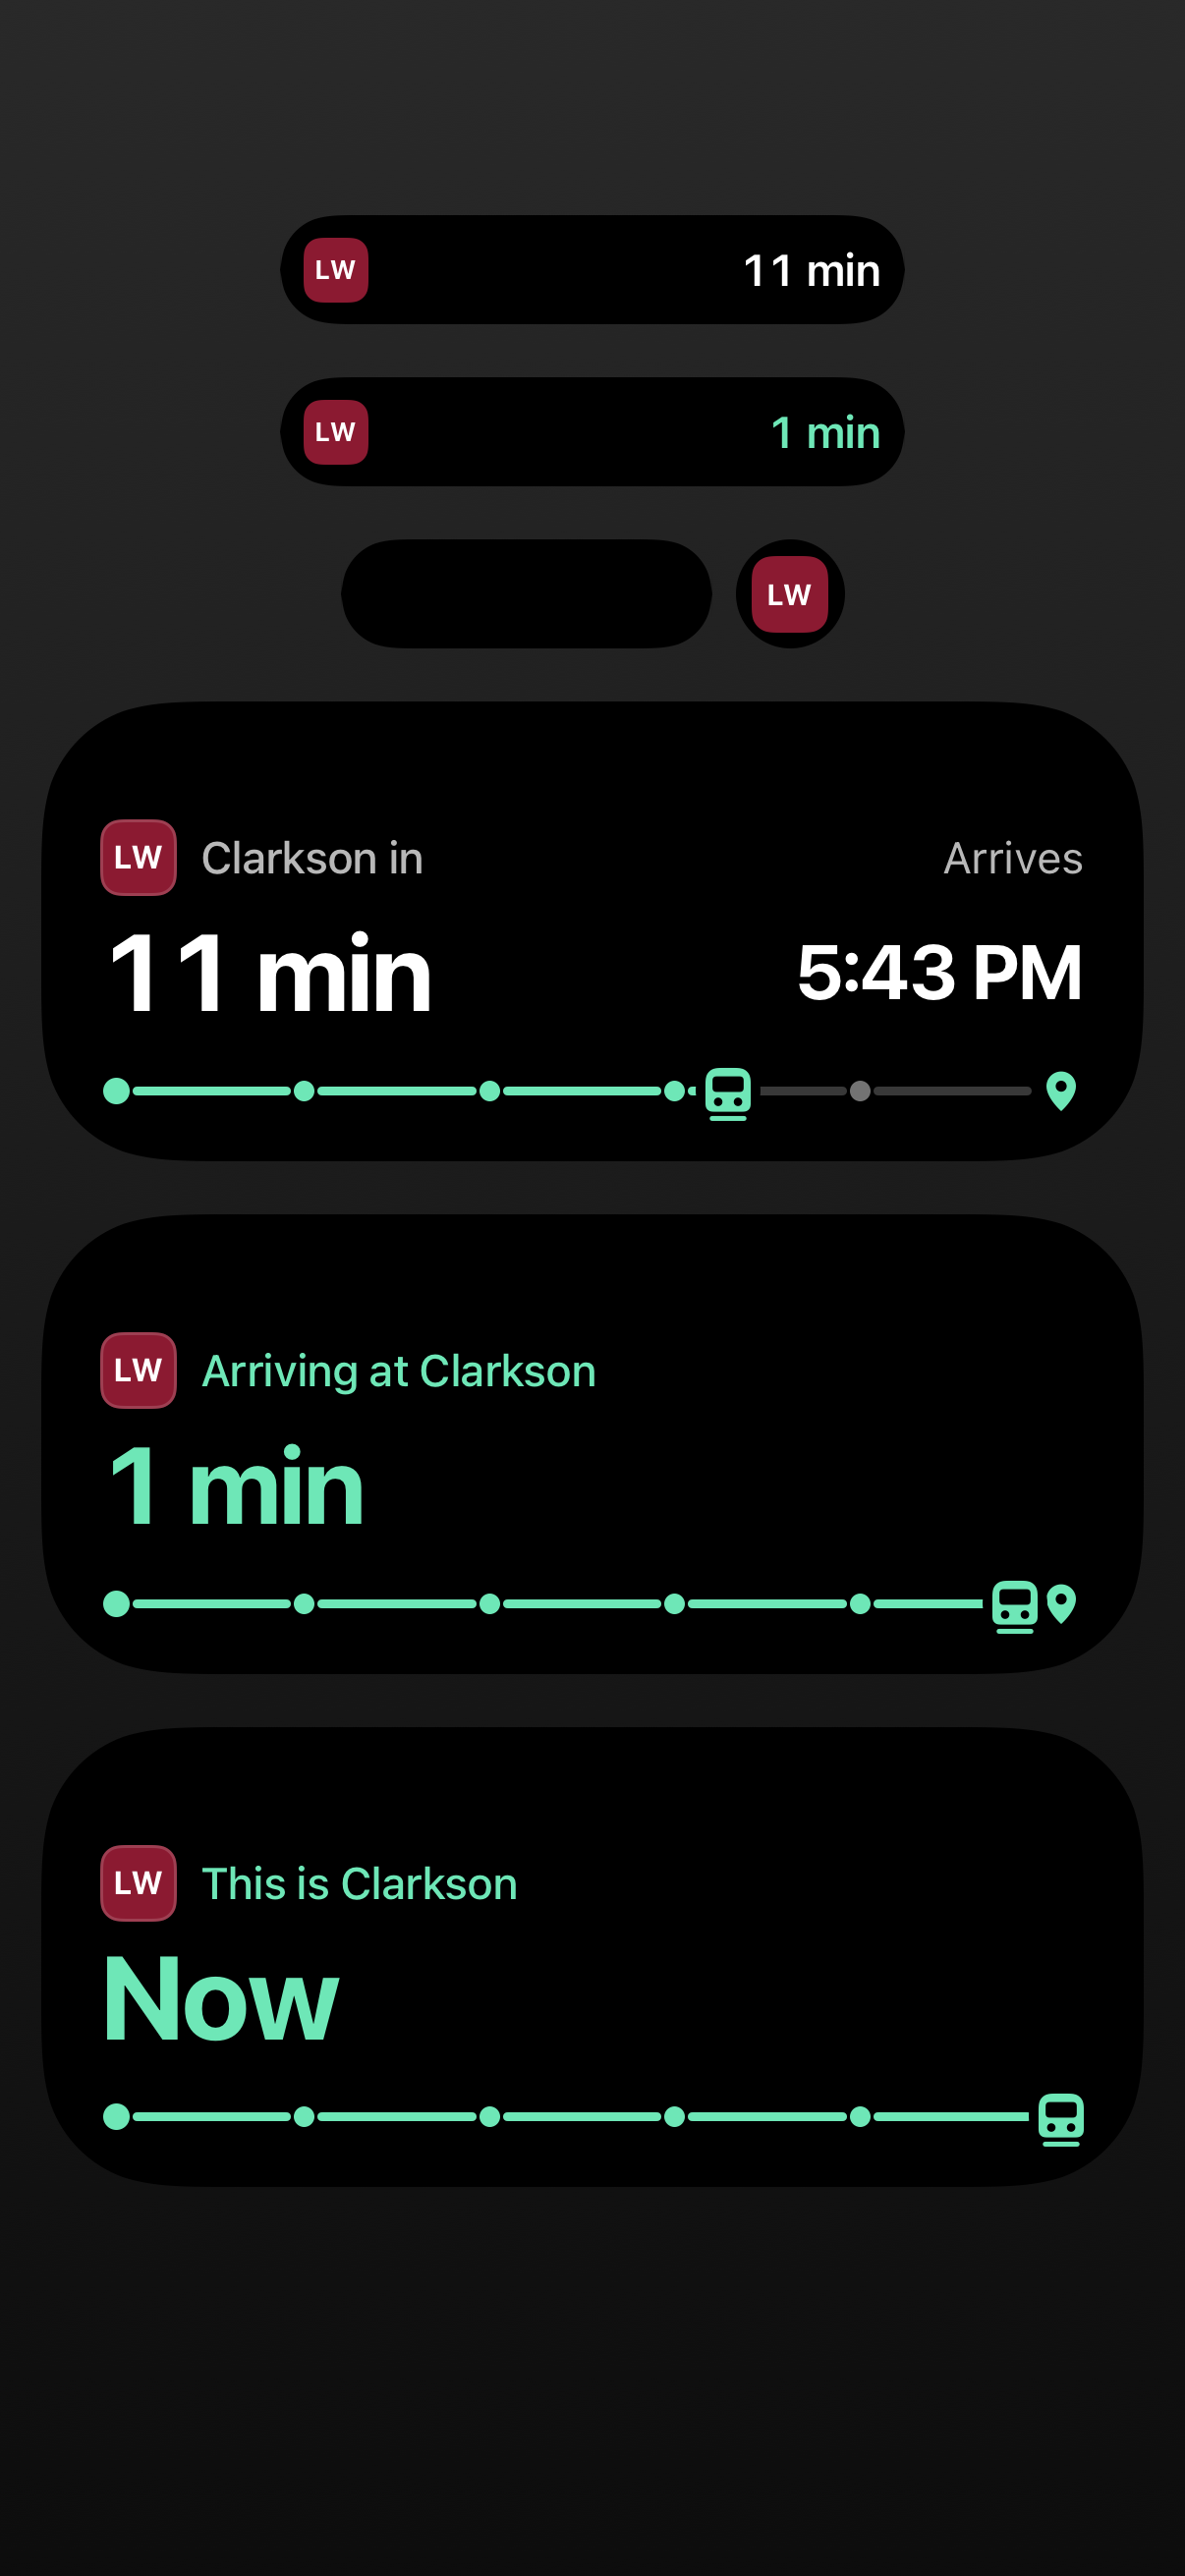 LW 11 min
LW 1 min
LW
LW Clarkson in Arrives
11 min 5:43 PM
LW Arriving at Clarkson
1 min
LW This is Clarkson
Now